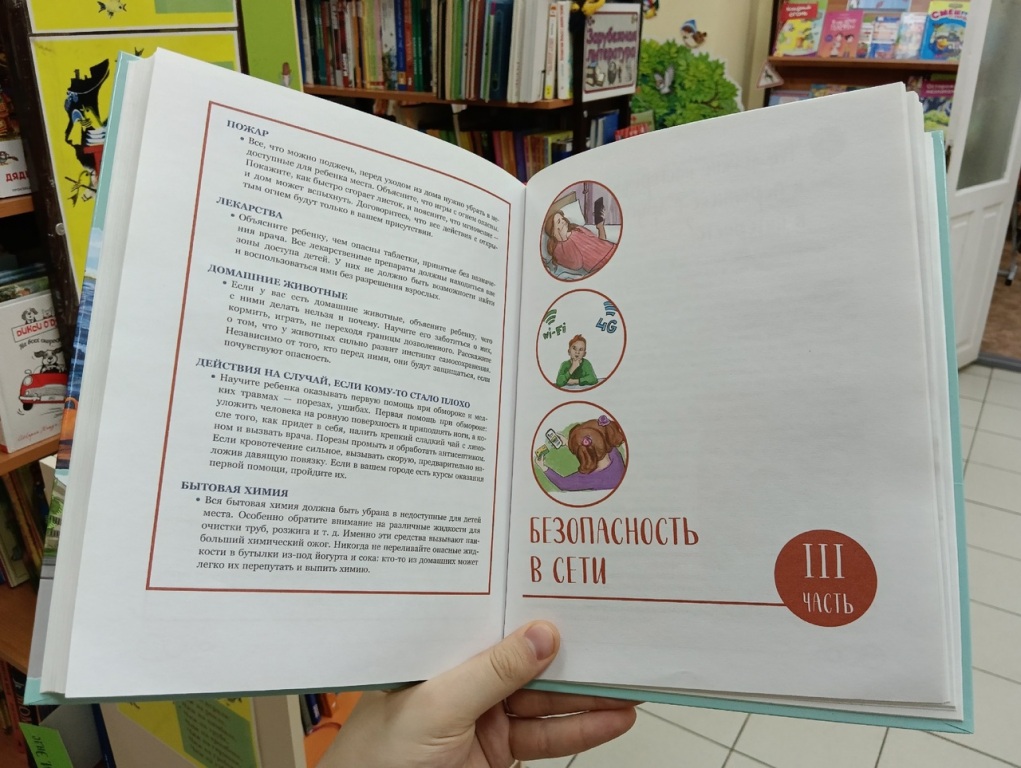 ПОЖАР
• Все, что можно поджечь, перед уходом из дома нужно убрать в не-
доступные для ребенка места. Объясните, что игры с огнем опасны.
Покажите, как быстро сгорает листок, и поясните, что мгновение –
и дом может вспыхнуть. Договоритесь, что все действия с откры-
тым огнем будут только в вашем присутствии.
ЛЕКАРСТВА
• Объясните ребенку, чем опасны таблетки, принятые без назначе-
ния врача. Все лекарственные препараты должны находиться вне
зоны доступа детей. У них не должно быть возможности найти
и воспользоваться ими без разрешения взрослых.
ДОМАШНИЕ ЖИВОТНЫЕ
• Если у вас есть домашние животные, объясните ребенку, чего
с ними делать нельзя и почему. Научите его заботиться о них,
кормить, играть, не переходя границы дозволенного. Расскажите
о том, что у животных сильно развит инстинкт самосохранения.
Независимо от того, кто перед ними, они будут защищаться, если
почувствуют опасность.
ДЕЙСТВИЯ НА СЛУЧАЙ, ЕСЛИ КОМУ-ТО СТАЛО ПЛОХО
• Научите ребенка оказывать первую помощь при обмороке и мел-
ких травмах — порезах, ушибах. Первая помощь при обмороке:
уложить человека на ровную поверхность и приподнять ноги, а по-
сле того, как придет в себя, налить крепкий сладкий чай с лимо-
ном и вызвать врача. Порезы промыть и обработать антисептиком.
Если кровотечение сильное, вызывать скорую, предварительно на-
ложив давящую повязку. Если в вашем городе есть курсы оказания
первой помощи, пройдите их.
БЫТОВАЯ ХИМИЯ
• Вся бытовая химия должна быть убрана в недоступные для детей
места. Особенно обратите внимание на различные жидкости для
очистки труб, розжига и т. д. Именно эти средства вызывают наи-
больший химический ожог. Никогда не переливайте опасные жид-
кости в бутылки из-под йогурта и сока: кто-то из домашних может
легко их перепутать и выпить химию.
wi-Fi
4G
БЕЗОПАСНОСТЬ
В СЕТИ
III
ЧАСТЬ
Зарубежная
литература